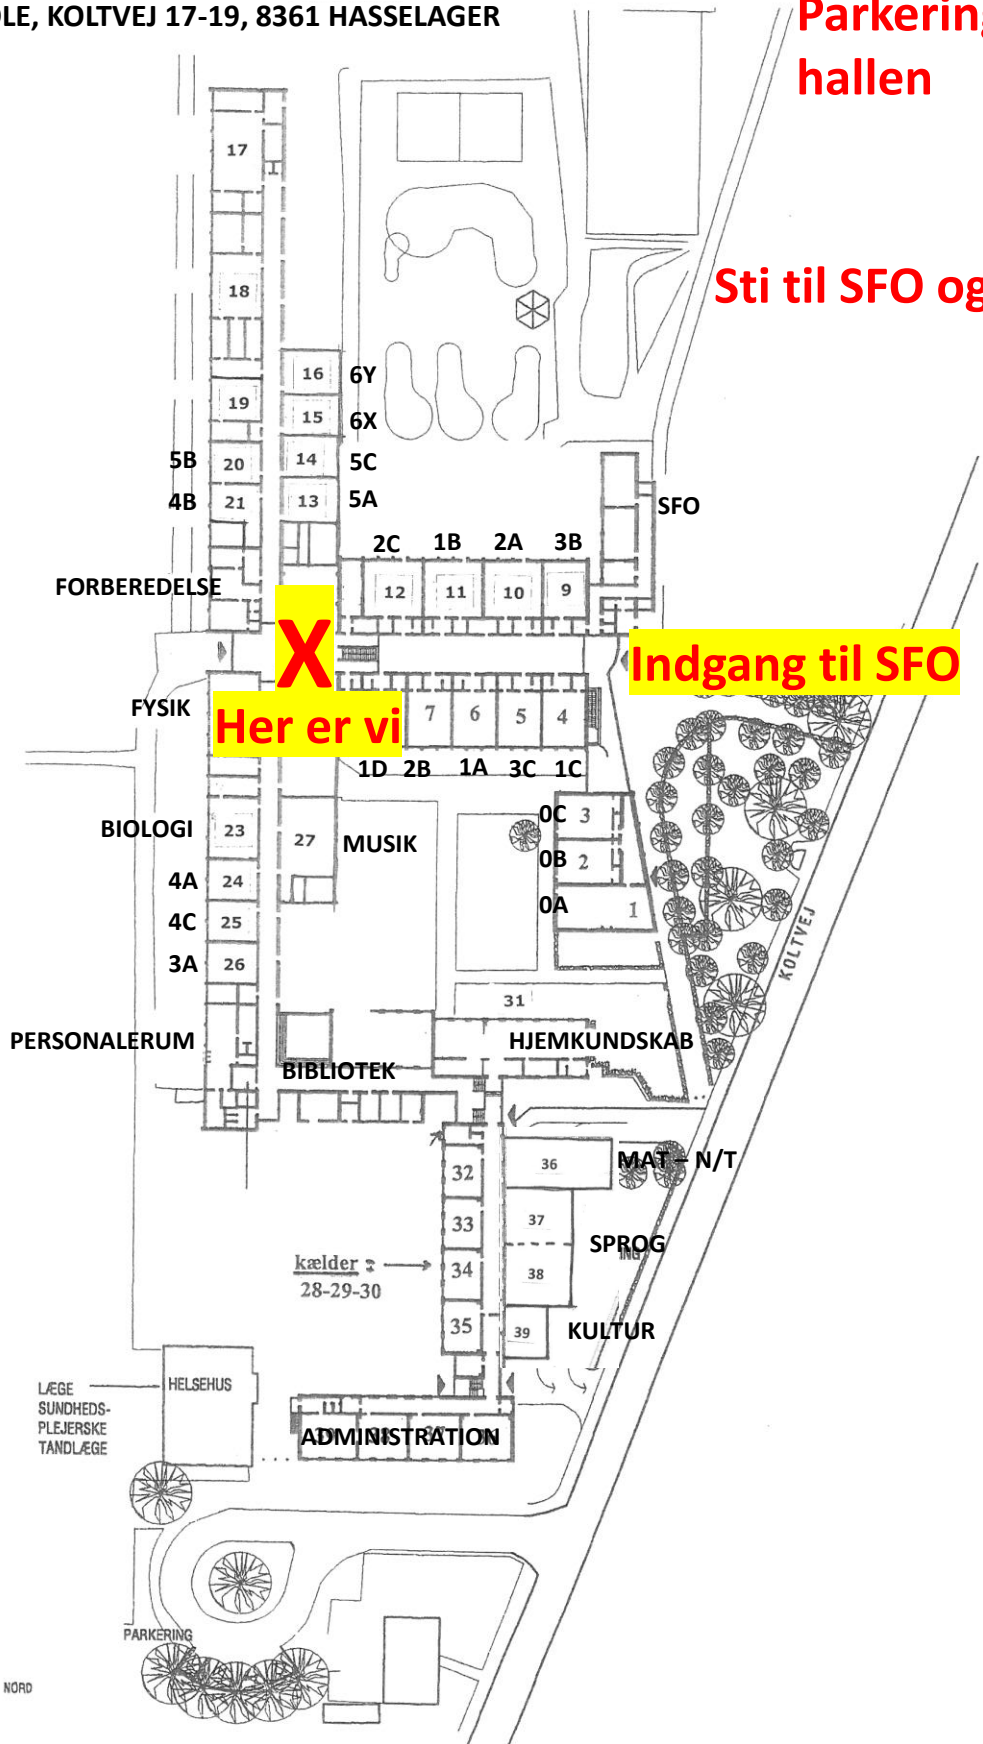 OLE, KOLTVEJ 17-19, 8361 HASSELAGER
Parkering
hallen
17
18
Sti til SFO og
16 6Y
19
15 6X
5B 20
14 5C
4B 21
13 5A
SFO
2C 1B 2A 3B
12 11 10 9
FORBEREDELSE
X
Indgang til SFO
FYSIK
Her er vi
7 6 5 4
1D 2B 1A 3C 1C
0C 3
BIOLOGI 23
27 MUSIK
0B 2
4A 24
0A 1
4C 25
3A 26
KOLTVEJ
31
PERSONALERUM
HJEMKUNDSKAB
BIBLIOTEK
32
36 MAT – N/T
33
37
SPROG
NG
kælder :
28-29-30
34
38
35
39 KULTUR
LÆGE
SUNDHEDS-
PLEJERSKE
TANDLÆGE
HELSEHUS
ADMINISTRATION
PARKERING
NORD